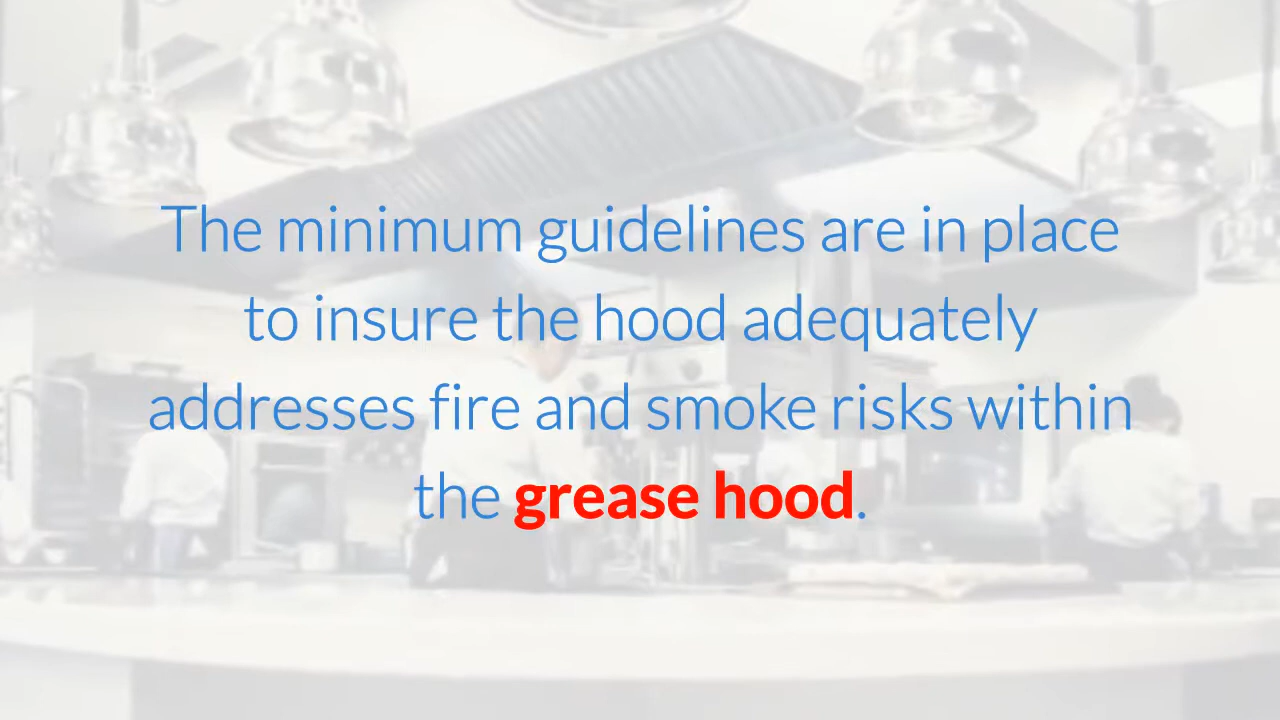 The minimum guidelines are in place
to insure the hood adequately
addresses fire and smoke risks within
the grease hood.